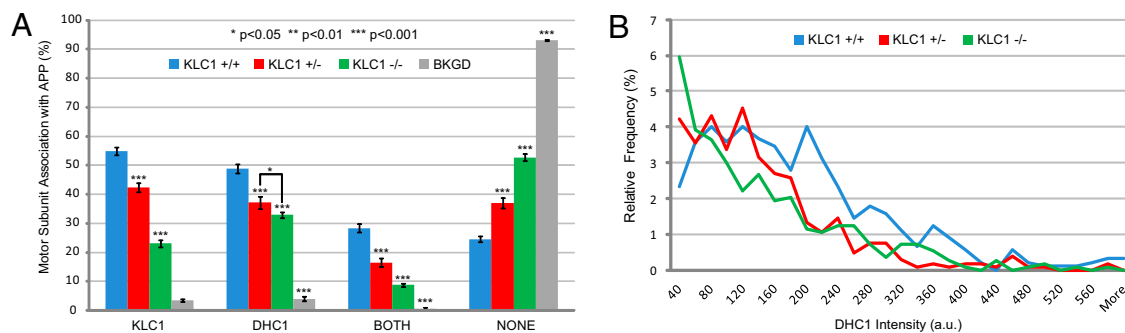 A
Motor Subunit Association with APP (%)
100
90
80
70
60
50
40
30
20
10
0
* p<0.05 ** p<0.01 *** p<0.001
KLC1 +/+ KLC1 +/- KLC1 -/- BKGD
*** ***
*** * *** ***
*** *** ***
*** *** ***
KLC1 DHC1 BOTH NONE
B
Relative Frequency (%)
7
6
5
4
3
2
1
0
KLC1 +/+ KLC1 +/- KLC1 -/-
40 80 120 160 200 240 280 320 360 400 440 480 520 560 More
DHC1 Intensity (a.u.)